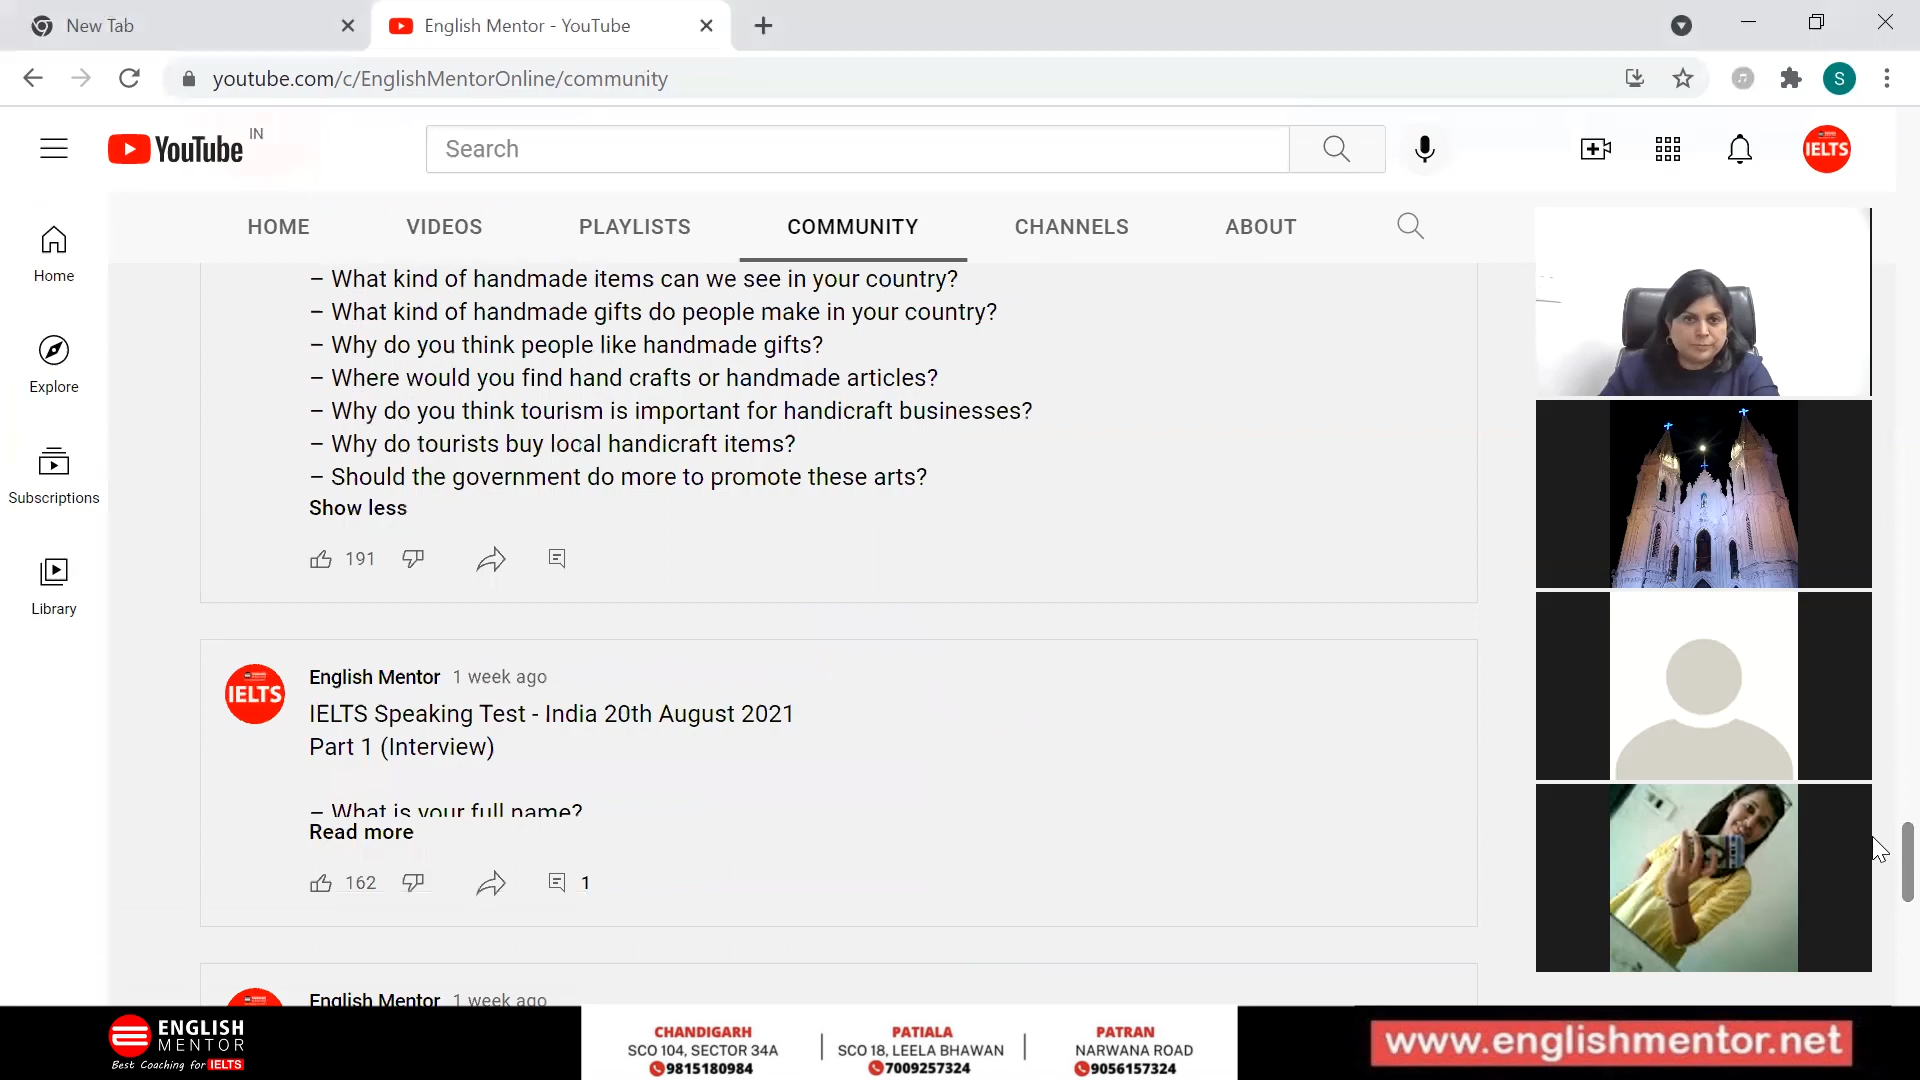 New Tab
English Mentor - YouTube
youtube.com/c/EnglishMentorOnline/community
S
YouTube IN
Search
IELTS
HOME VIDEOS PLAYLISTS COMMUNITY CHANNELS ABOUT
Home
Explore
Subscriptions
Library
– What kind of handmade items can we see in your country?
– What kind of handmade gifts do people make in your country?
– Why do you think people like handmade gifts?
– Where would you find hand crafts or handmade articles?
– Why do you think tourism is important for handicraft businesses?
– Why do tourists buy local handicraft items?
– Should the government do more to promote these arts?
Show less
191
IELTS
English Mentor 1 week ago
IELTS Speaking Test - India 20th August 2021
Part 1 (Interview)
– What is your full name?
Read more
162 1
English Mentor 1 week ago
ENGLISH
MENTOR
Best Coaching for IELTS
CHANDIGARH
SCO 104, SECTOR 34A
9815180984
PATIALA
SCO 18, LEELA BHAWAN
7009257324
PATRAN
NARWANA ROAD
9056157324
www.englishmentor.net